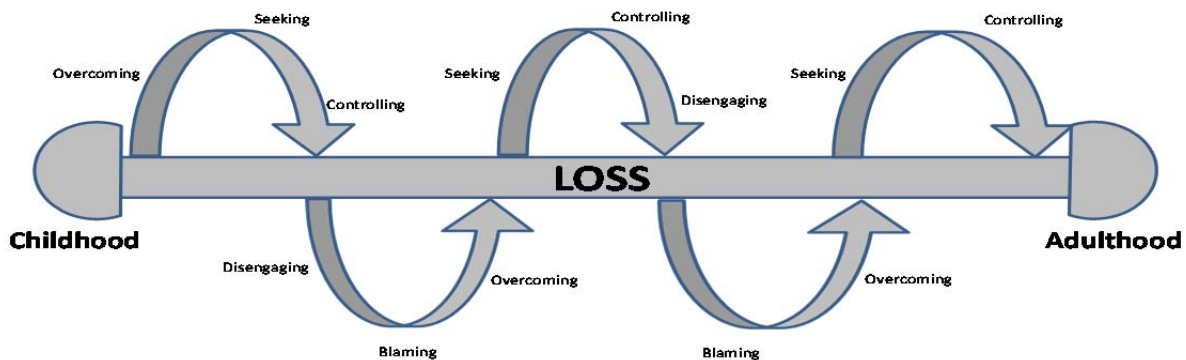 Seeking
Controlling
Controlling
Overcoming
Seeking
Seeking
Controlling
Disengaging
LOSS
Childhood
Adulthood
Disengaging
Overcoming
Overcoming
Blaming
Blaming